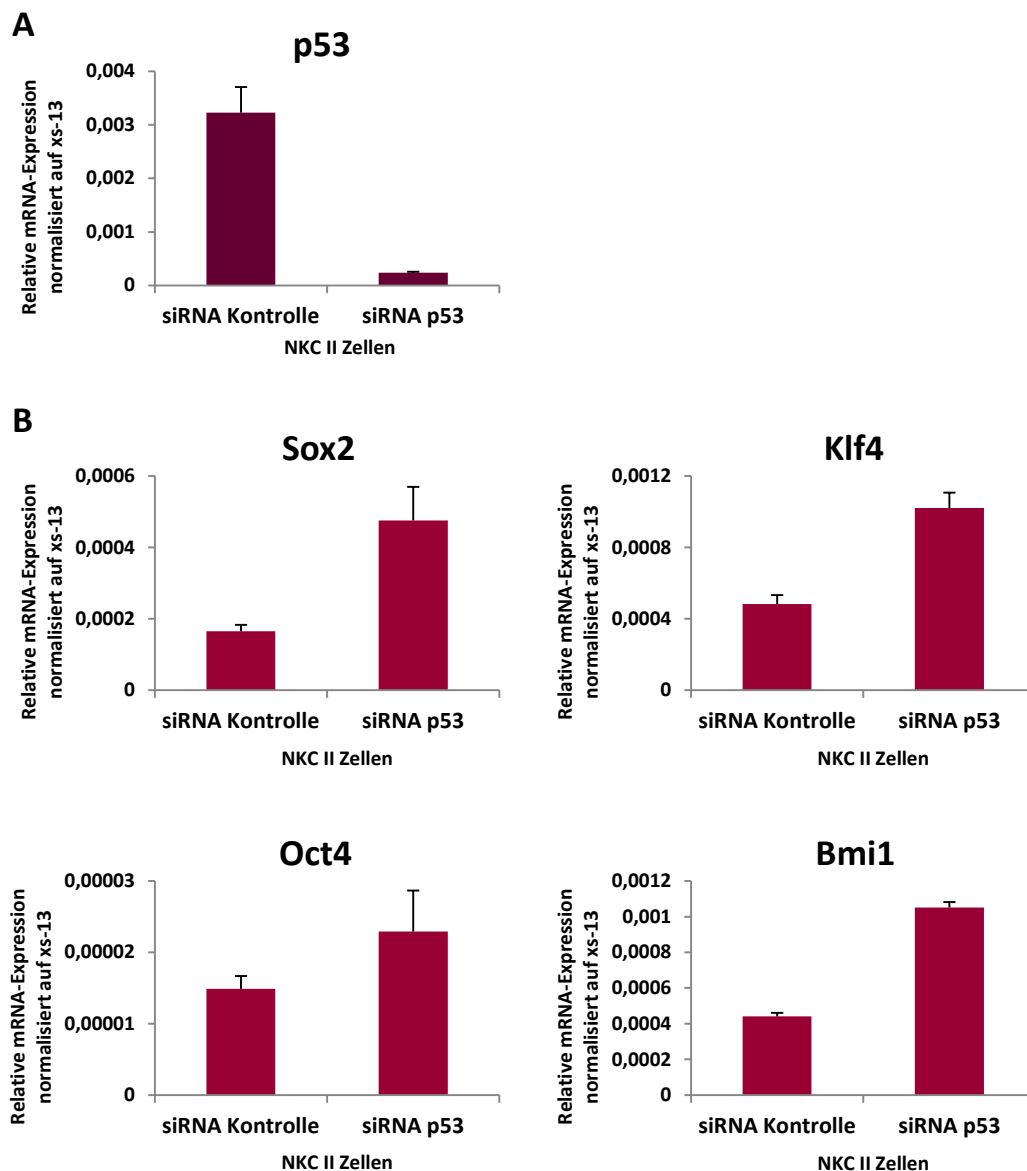 A
p53
Relative mRNA-Expression
normalisiert auf xs-13
0,004
0,003
0,002
0,001
0
siRNA Kontrolle
siRNA p53
NKC II Zellen
B
Sox2
Relative mRNA-Expression
normalisiert auf xs-13
0,0006
0,0004
0,0002
0
siRNA Kontrolle
siRNA p53
NKC II Zellen
Klf4
Relative mRNA-Expression
normalisiert auf xs-13
0,0012
0,0008
0,0004
0
siRNA Kontrolle
siRNA p53
NKC II Zellen
Oct4
Relative mRNA-Expression
normalisiert auf xs-13
0,00003
0,00002
0,00001
0
siRNA Kontrolle
siRNA p53
NKC II Zellen
Bmi1
Relative mRNA-Expression
normalisiert auf xs-13
0,0012
0,001
0,0008
0,0006
0,0004
0,0002
0
siRNA Kontrolle
siRNA p53
NKC II Zellen